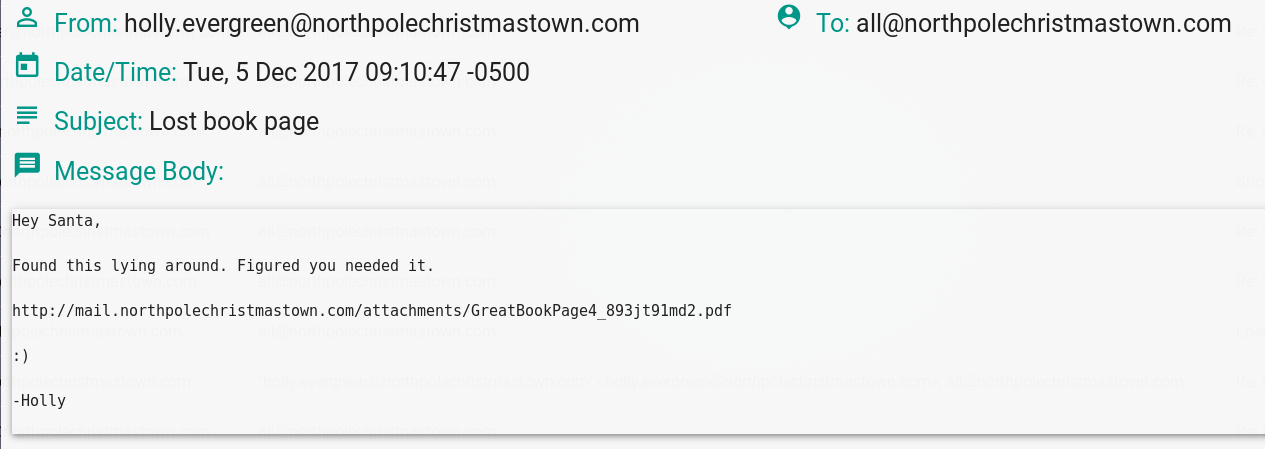 From: holly.evergreen@northpolechristmastown.com To: all@northpolechristmastown.com
Date/Time: Tue, 5 Dec 2017 09:10:47 -0500
Subject: Lost book page
Message Body:
Hey Santa,
Found this lying around. Figured you needed it.
http://mail.northpolechristmastown.com/attachments/GreatBookPage4_893jt91md2.pdf
:)
-Holly